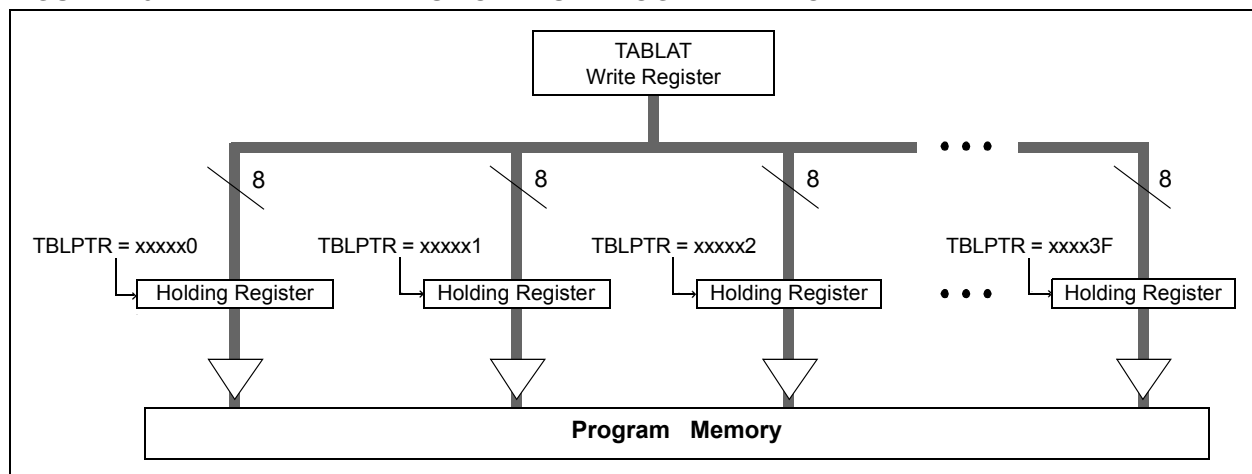 TABLAT
Write Register
8 8 8 8
TBLPTR = xxxxx0 TBLPTR = xxxxx1 TBLPTR = xxxxx2 TBLPTR = xxxx3F
Holding Register Holding Register Holding Register Holding Register
Program Memory